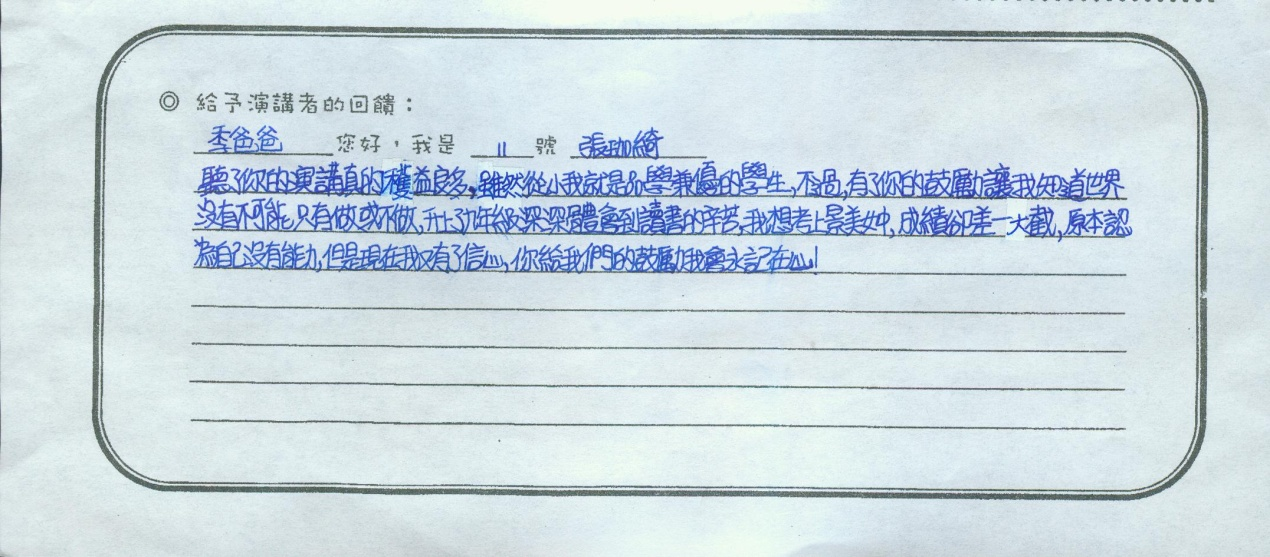 ◎ 給予演講者的回饋：
季爸爸 您好，我是 11 號 張珈綺
聽了你的演講真的穫益良多,雖然從小我就是品學兼優的學生,不過,有了你的鼓勵讓我知道世界
沒有不可能,只有做或不做,升上了九年級深深體會到讀書的辛苦,我想考上景美女中,成績卻差一大截,原本認
為自己沒有能力,但是現在我又有了信心,你給我們的鼓勵我會永記在心!